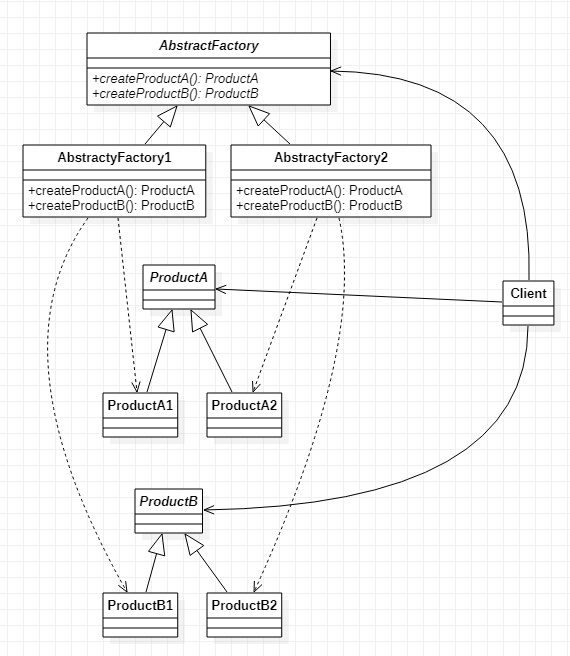 AbstractFactory
+createProductA(): ProductA
+createProductB(): ProductB
AbstractyFactory1
+createProductA(): ProductA
+createProductB(): ProductB
AbstractyFactory2
+createProductA(): ProductA
+createProductB(): ProductB
ProductA
Client
ProductA1
ProductA2
ProductB
ProductB1
ProductB2